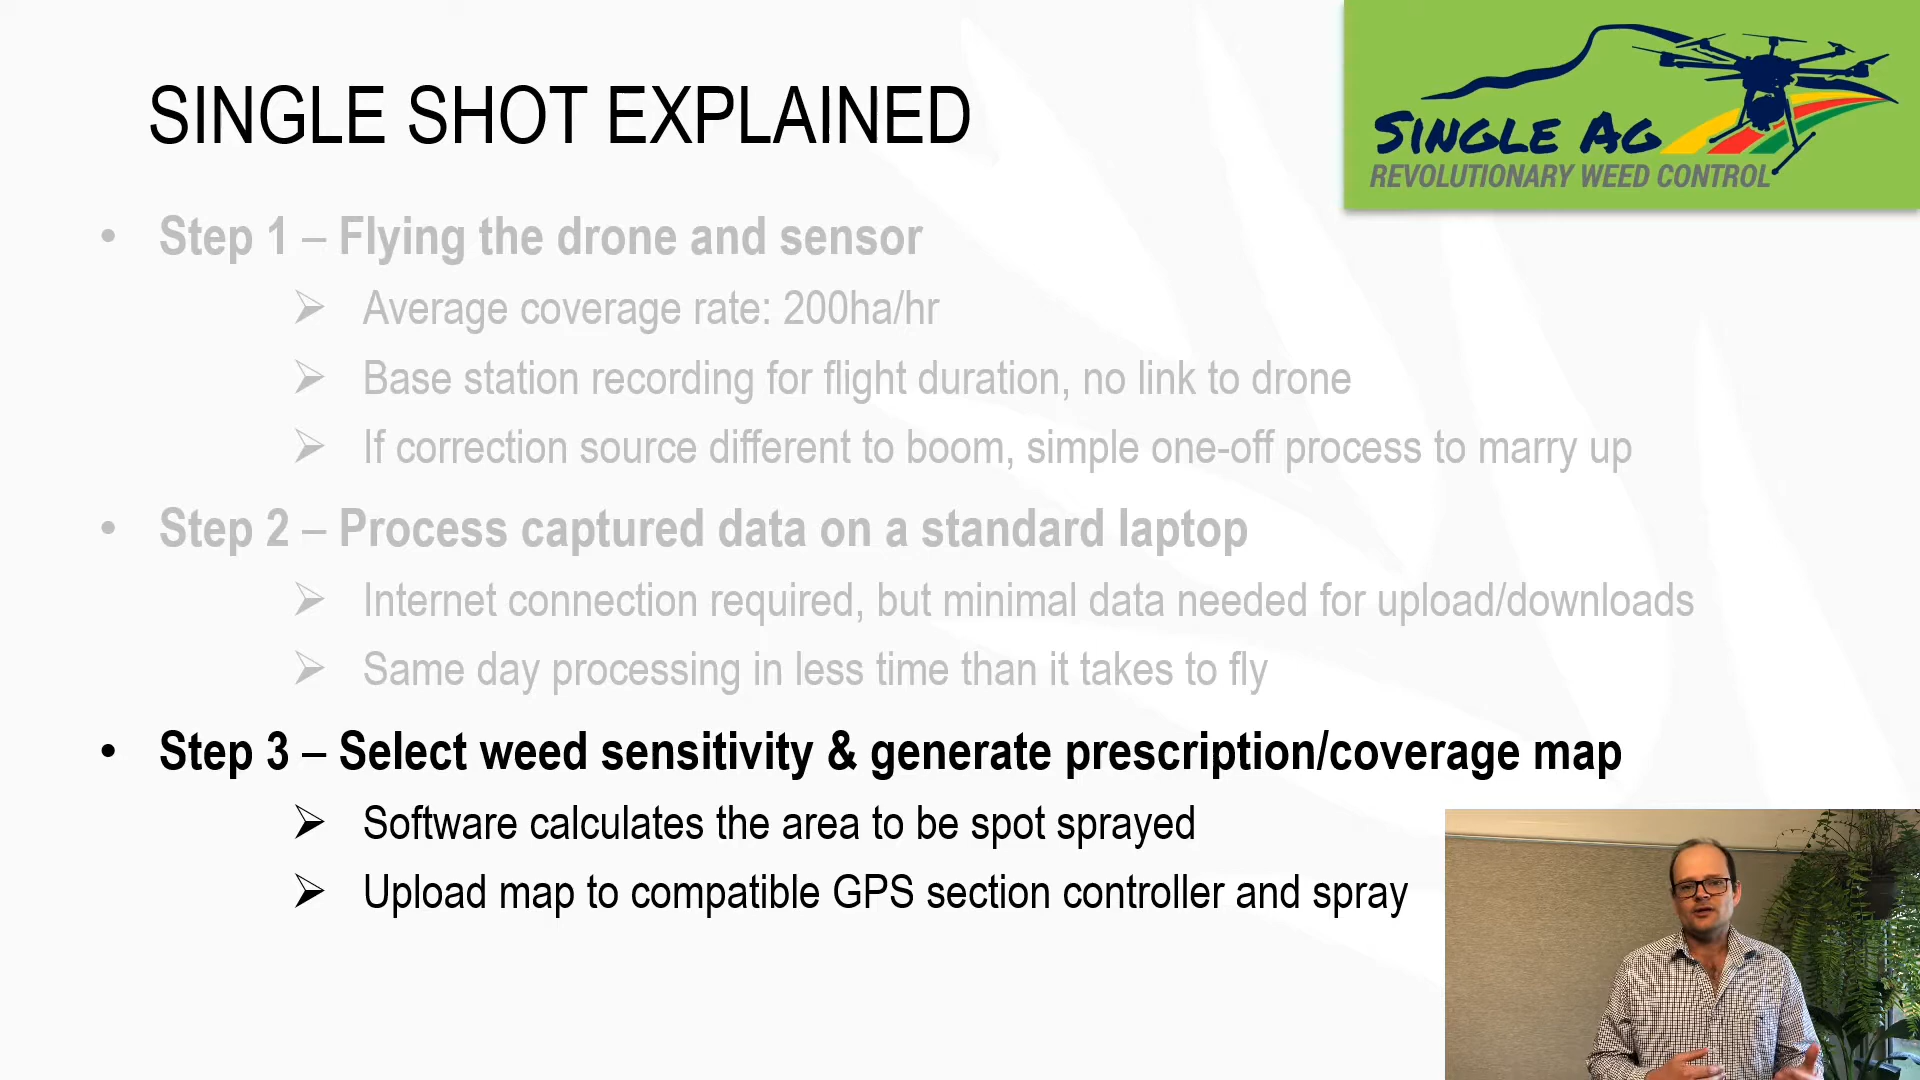 SINGLE SHOT EXPLAINED
SINGLE AG
REVOLUTIONARY WEED CONTROL
• Step 1 – Flying the drone and sensor
➢ Average coverage rate: 200ha/hr
➢ Base station recording for flight duration, no link to drone
➢ If correction source different to boom, simple one-off process to marry up
• Step 2 – Process captured data on a standard laptop
➢ Internet connection required, but minimal data needed for upload/downloads
➢ Same day processing in less time than it takes to fly
• Step 3 – Select weed sensitivity & generate prescription/coverage map
➢ Software calculates the area to be spot sprayed
➢ Upload map to compatible GPS section controller and spray